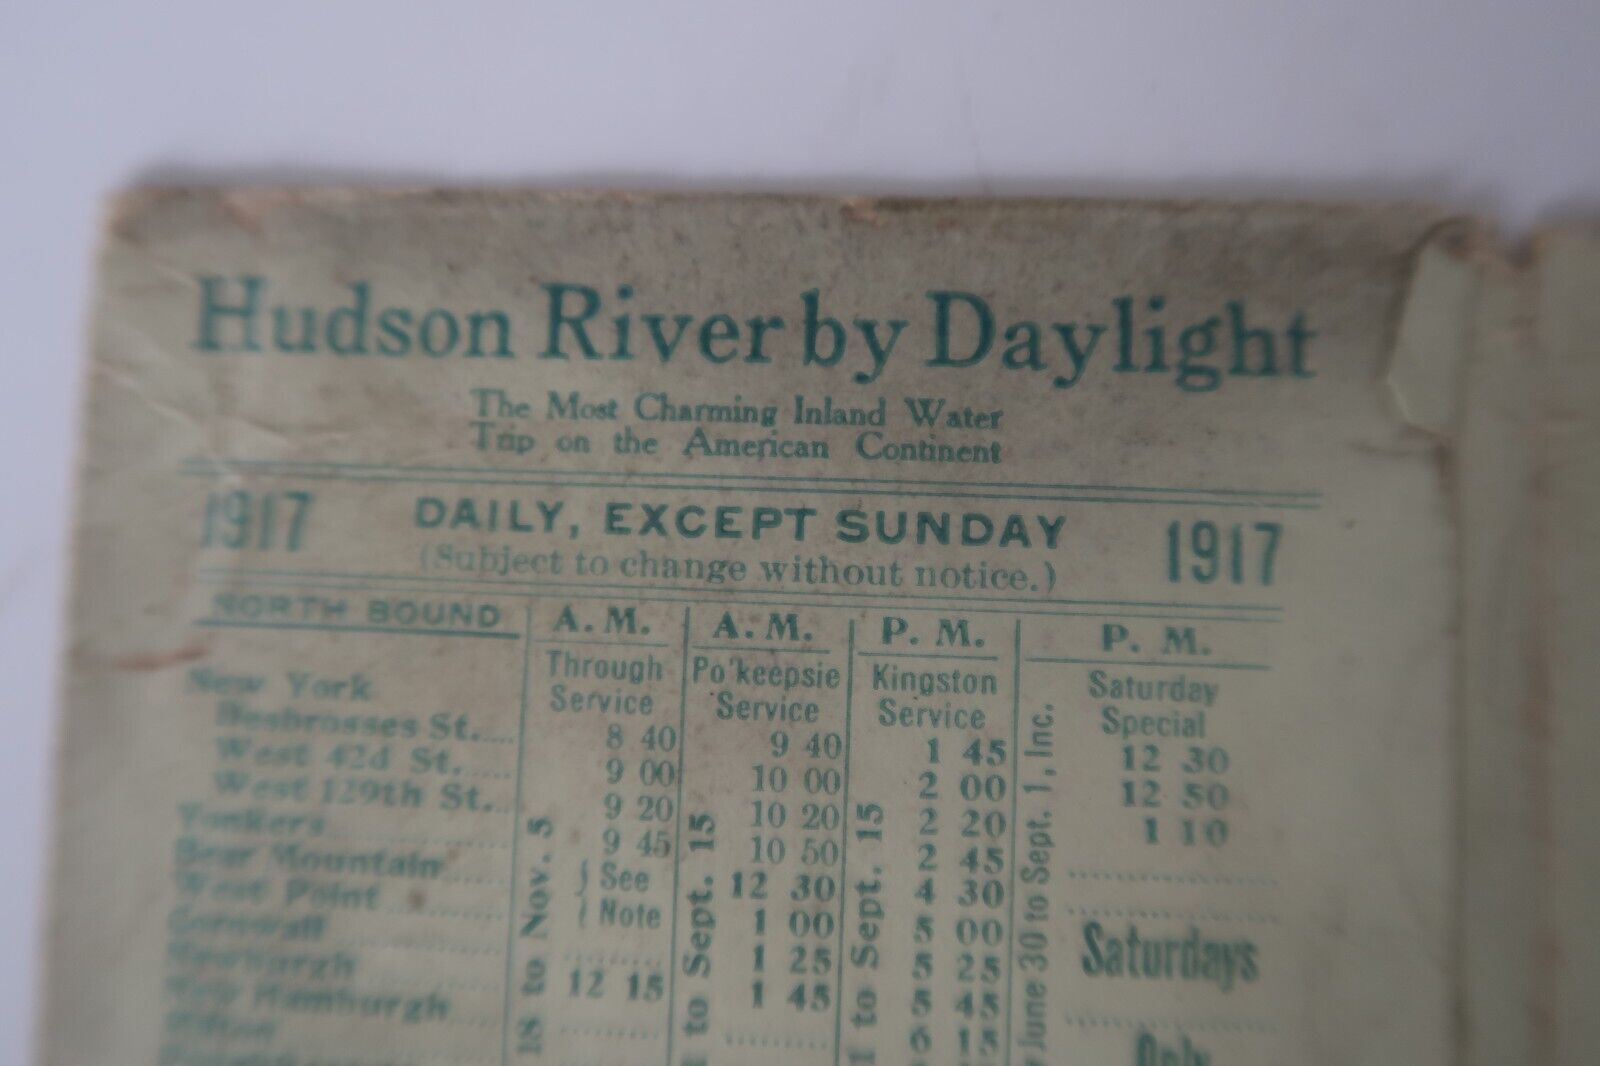 Hudson River by Daylight
The Most Charming Inland Water
Trip on the American Continent
1917 DAILY, EXCEPT SUNDAY 1917
(Subject to change without notice.)
NORTH BOUND A. M. A. M. P. M. P. M.
Through Service Po'keepsie Service Kingston Service Saturday Special
New York
Desbrosses St..... 8 40 9 40 1 45 12 30
West 42d St...... 9 00 10 00 2 00 12 50
West 129th St... 9 20 10 20 2 20 1 10
Yonkers 9 45 10 50 2 45
Bear Mountain } See 12 30 4 30
West Point { Note 1 00 5 00
Cornwall 1 25 5 25
Newburgh 12 15 1 45 5 45
New Hamburgh 6 15
Milton
18 to Nov. 5
to Sept. 15
to Sept. 15
June 30 to Sept. 1, Inc.
Saturdays
Only